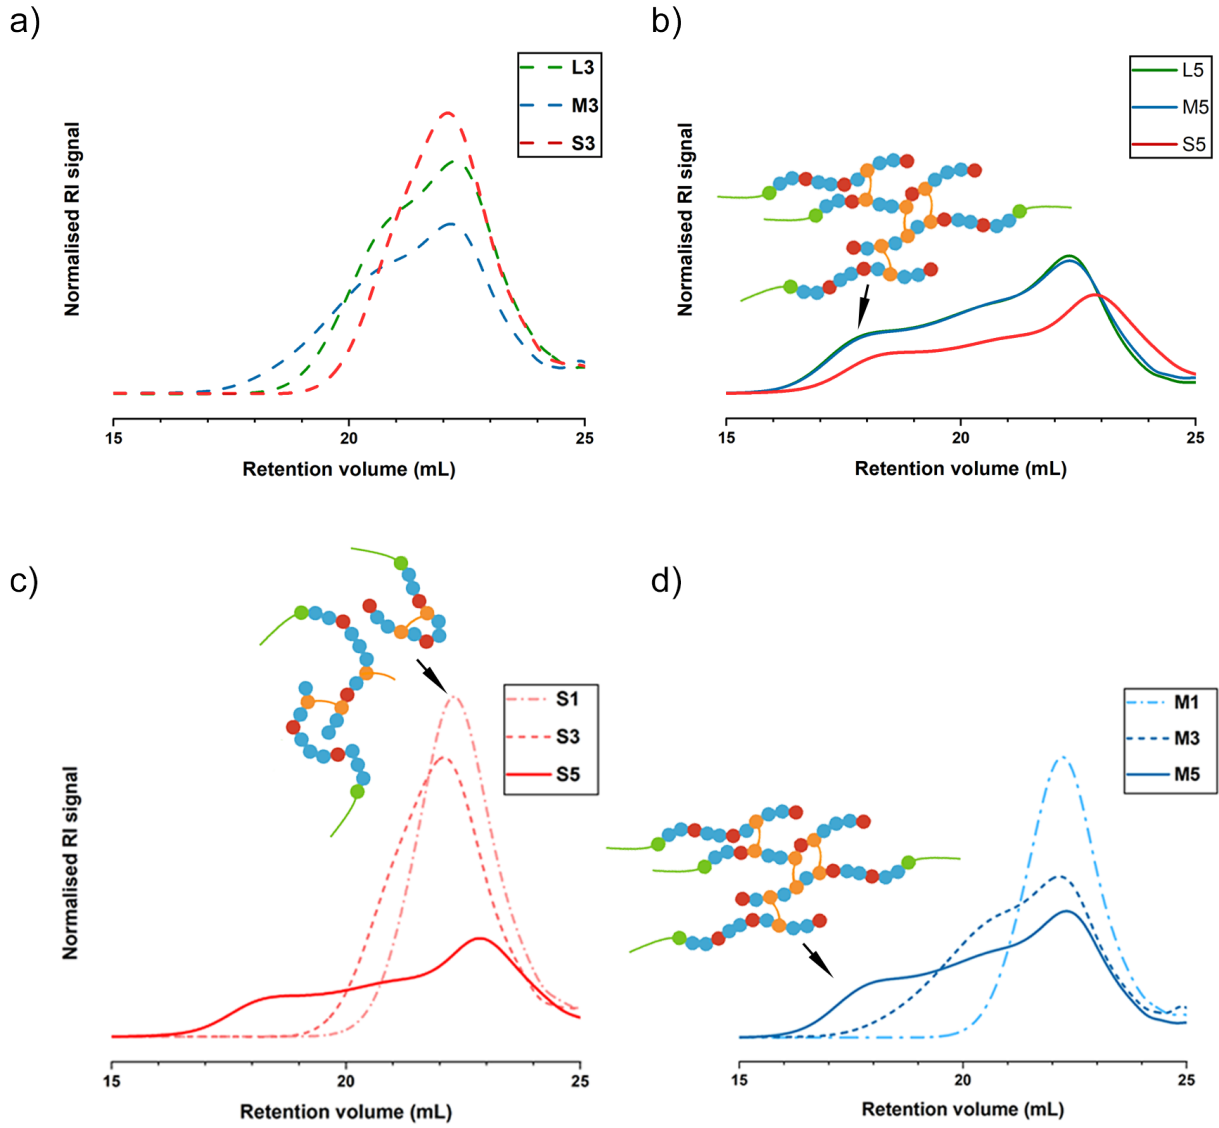 a)
L3
M3
S3
Normalised RI signal
15
20
25
Retention volume (mL)
b)
L5
M5
S5
Normalised RI signal
15
20
25
Retention volume (mL)
c)
S1
S3
S5
Normalised RI signal
15
20
25
Retention volume (mL)
d)
M1
M3
M5
15
20
25
Retention volume (mL)